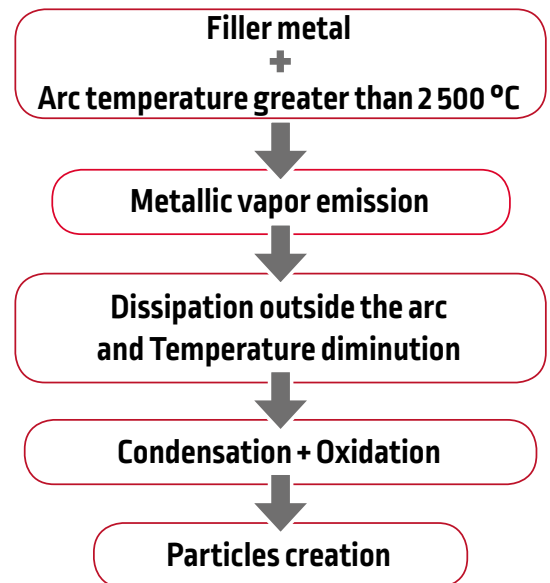 Filler metal
+
Arc temperature greater than 2 500 °C
Metallic vapor emission
Dissipation outside the arc
and Temperature diminution
Condensation + Oxidation
Particles creation